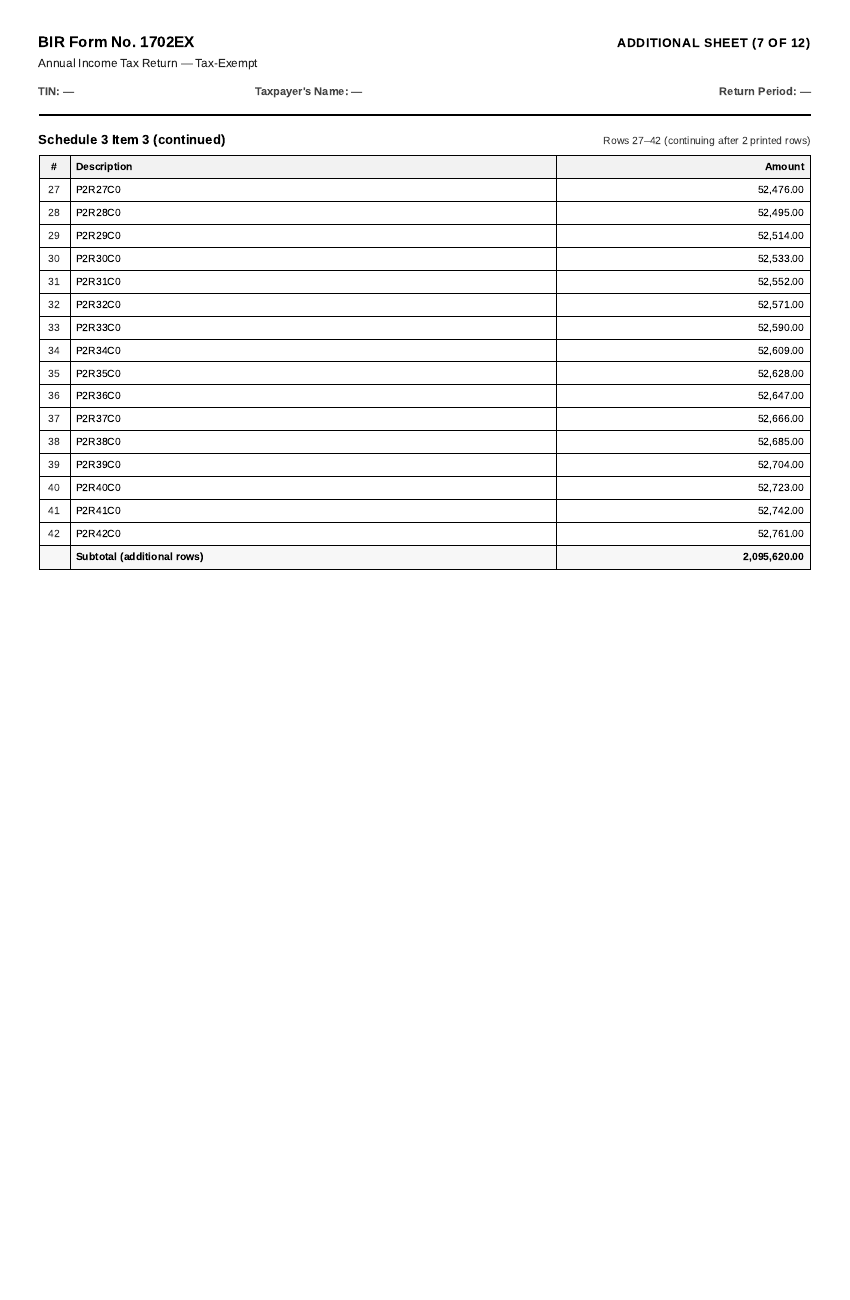 BIR Form No. 1702EX
ADDITIONAL SHEET (7 OF 12)
Annual Income Tax Return — Tax-Exempt
TIN: — Taxpayer's Name: — Return Period: —
Schedule 3 Item 3 (continued)
Rows 27–42 (continuing after 2 printed rows)
# Description Amount
27 P2R27C0 52,476.00
28 P2R28C0 52,495.00
29 P2R29C0 52,514.00
30 P2R30C0 52,533.00
31 P2R31C0 52,552.00
32 P2R32C0 52,571.00
33 P2R33C0 52,590.00
34 P2R34C0 52,609.00
35 P2R35C0 52,628.00
36 P2R36C0 52,647.00
37 P2R37C0 52,666.00
38 P2R38C0 52,685.00
39 P2R39C0 52,704.00
40 P2R40C0 52,723.00
41 P2R41C0 52,742.00
42 P2R42C0 52,761.00
Subtotal (additional rows) 2,095,620.00